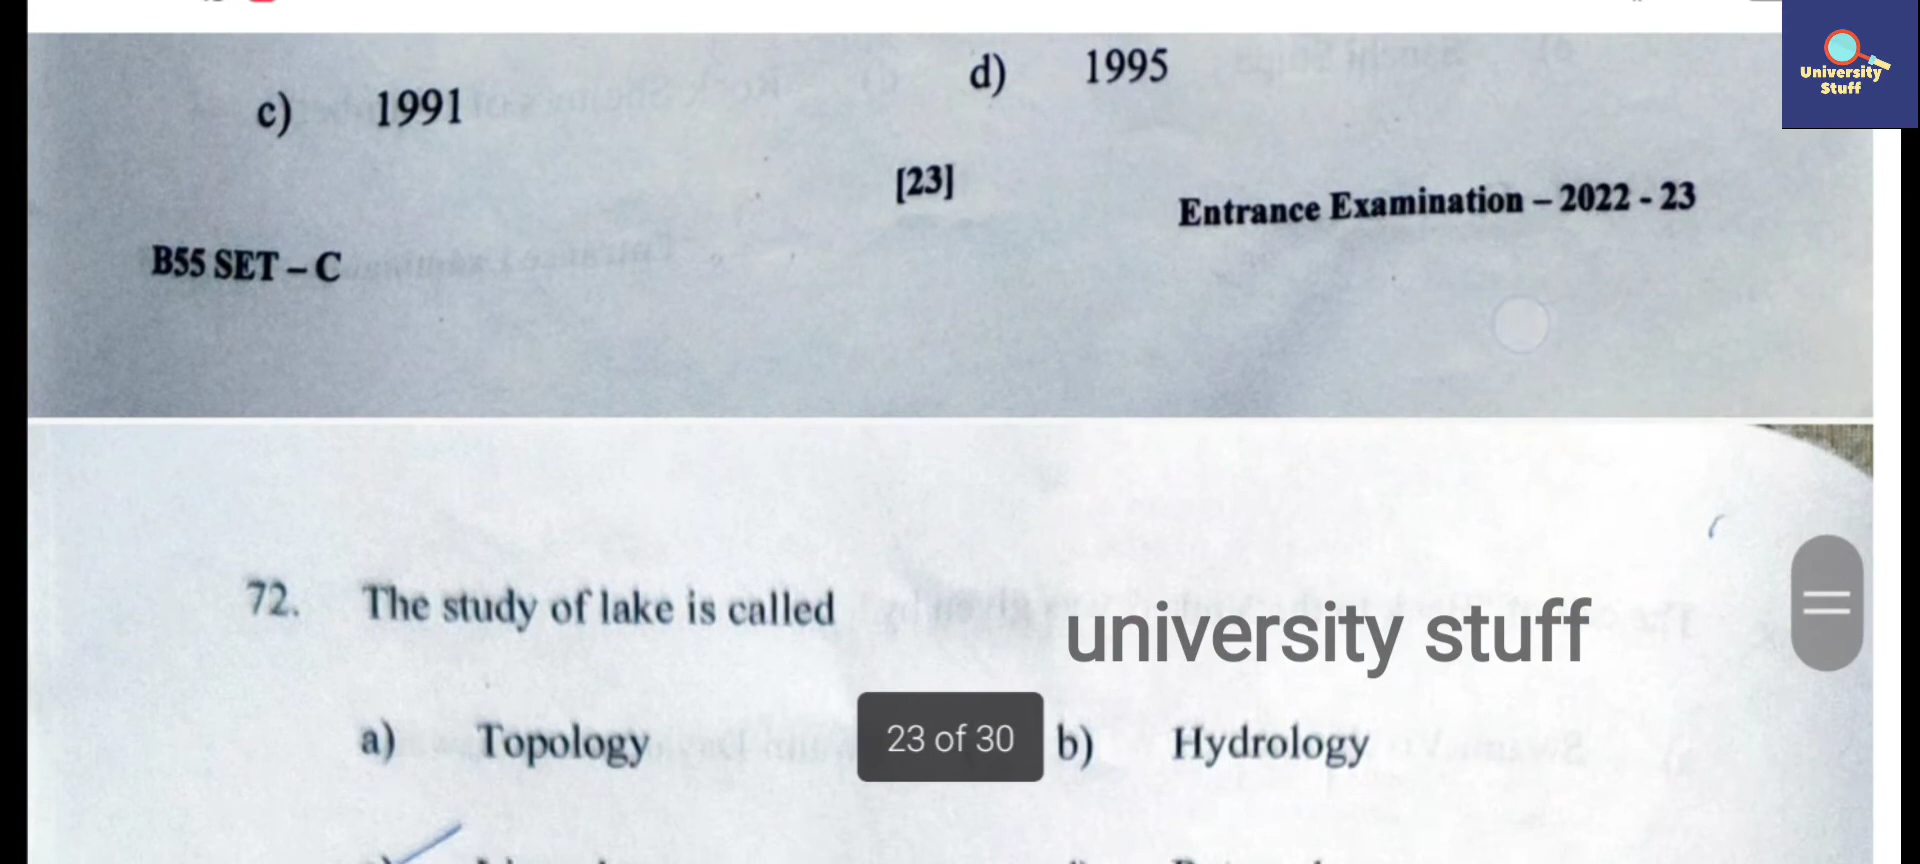 c) 1991 d) 1995
[23]
B55 SET – C Entrance Examination – 2022 - 23
University
Stuff
72. The study of lake is called
university stuff
a) Topology b) Hydrology
23 of 30